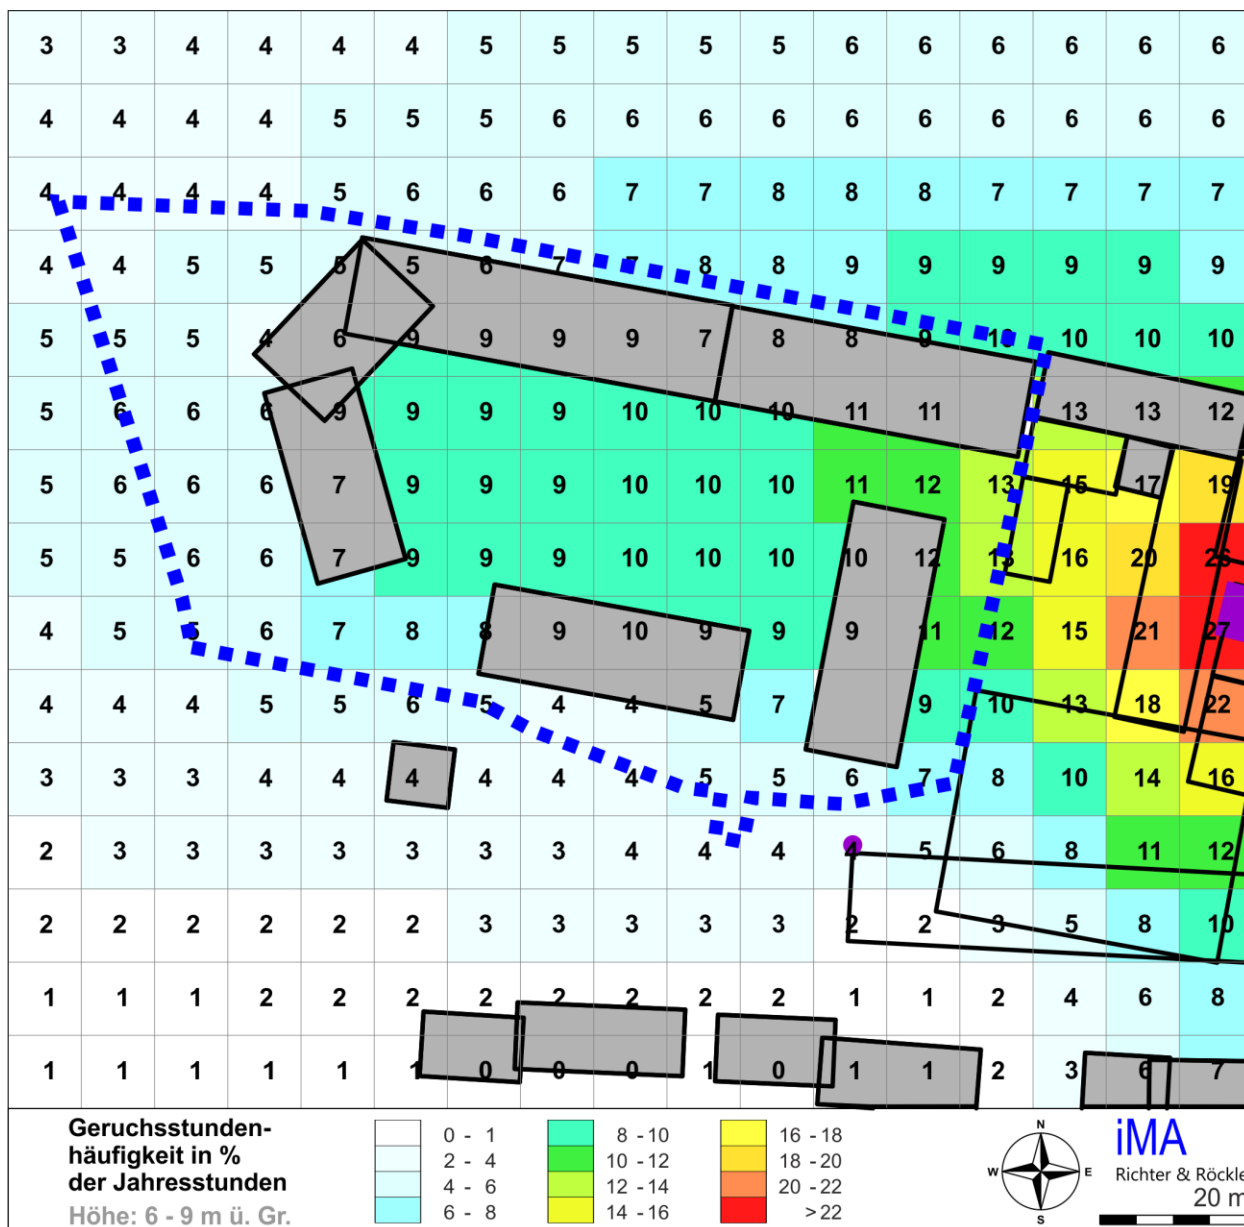 3 3 4 4 4 4 5 5 5 5 5 6 6 6 6 6 6
4 4 4 4 5 5 5 6 6 6 6 6 6 6 6 6 6
4 4 4 4 5 6 6 6 7 7 8 8 8 7 7 7 7
4 4 5 5 5 6 7 7 8 8 9 9 9 9 9 9
5 5 5 4 6 9 9 9 9 7 8 8 9 10 10 10 10
5 6 6 6 9 9 9 9 10 10 10 11 11 13 13 12
5 6 6 6 7 9 9 9 10 10 10 11 12 13 15 17 19
5 5 6 6 7 9 9 9 10 10 10 10 12 13 16 20 26
4 5 5 6 7 8 8 9 10 9 9 9 11 12 15 21 27
4 4 4 5 5 6 5 4 4 5 7 9 10 13 18 22
3 3 3 4 4 4 4 4 4 5 5 6 7 8 10 14 16
2 3 3 3 3 3 3 3 4 4 4 4 5 6 8 11 12
2 2 2 2 2 2 3 3 3 3 3 2 2 3 5 8 10
1 1 1 2 2 2 2 2 2 2 2 1 1 2 4 6 8
1 1 1 1 1 1 0 0 0 1 0 1 1 2 3 6 7
Geruchsstunden-
häufigkeit in %
der Jahresstunden
Höhe: 6 - 9 m ü. Gr.
0 - 1
2 - 4
4 - 6
6 - 8
8 - 10
10 - 12
12 - 14
14 - 16
16 - 18
18 - 20
20 - 22
>22
N
W E
S
iMA
Richter & Röckle
20 m